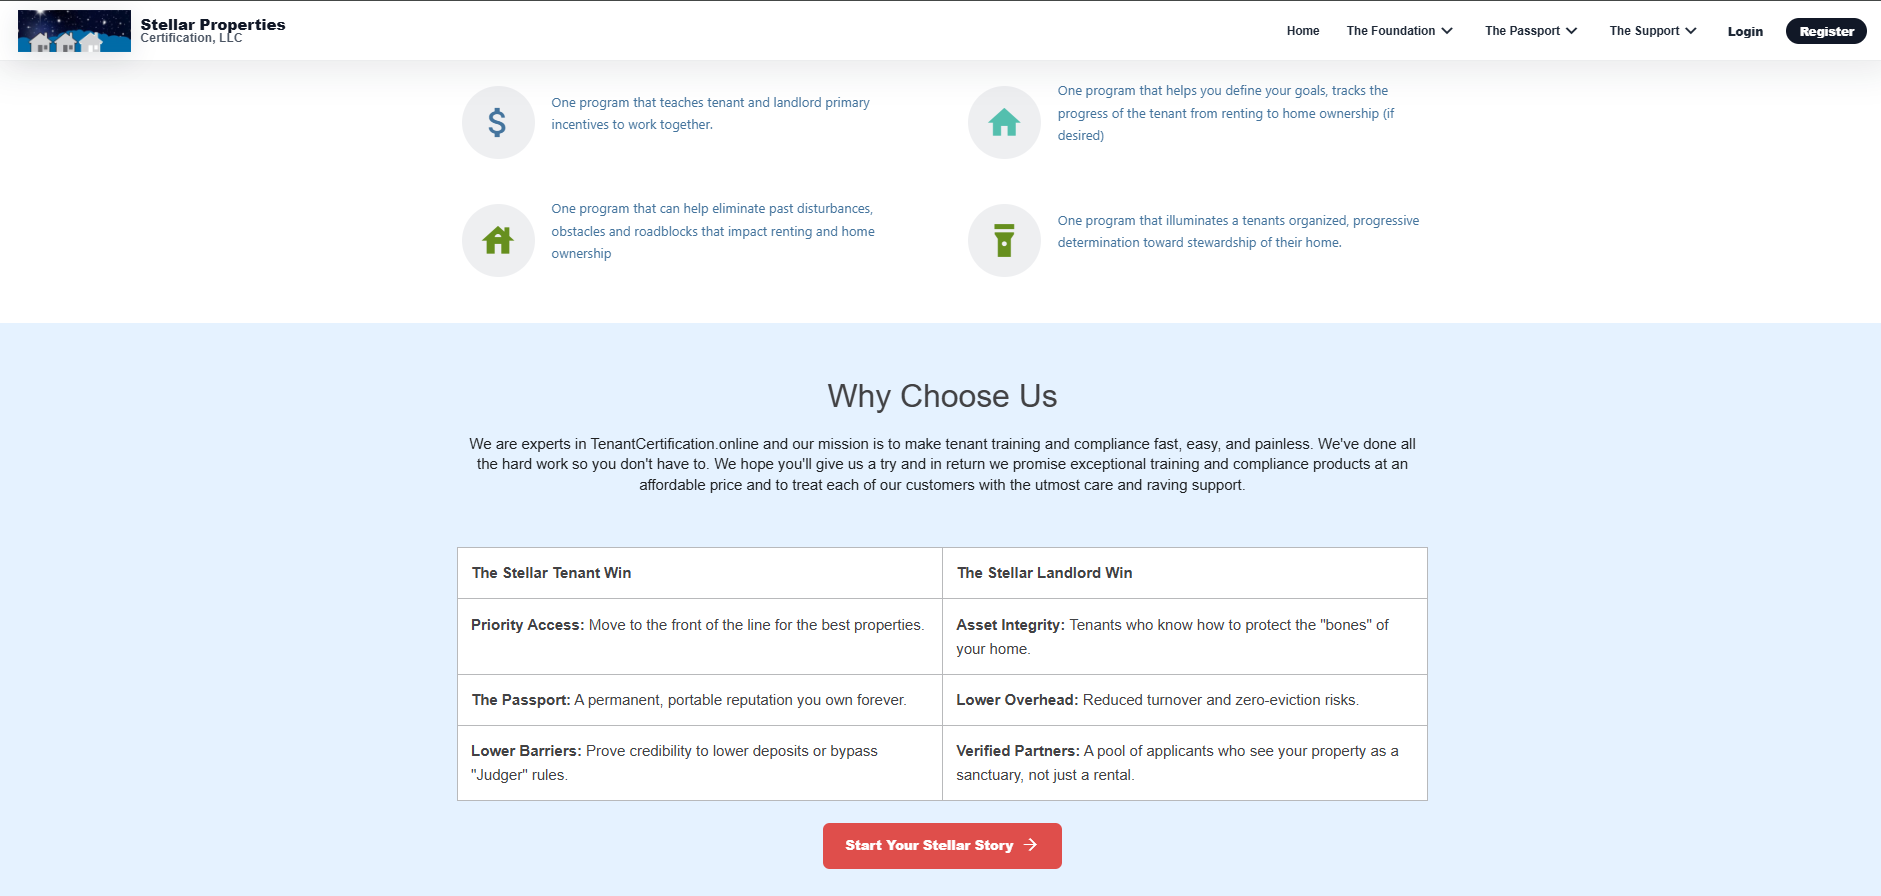 Stellar Properties
Certification, LLC
Home
The Foundation
The Passport
The Support
Login
Register
One program that teaches tenant and landlord primary
incentives to work together.
One program that helps you define your goals, tracks the
progress of the tenant from renting to home ownership (if
desired)
One program that can help eliminate past disturbances,
obstacles and roadblocks that impact renting and home
ownership
One program that illuminates a tenants organized, progressive
determination toward stewardship of their home.
Why Choose Us
We are experts in TenantCertification.online and our mission is to make tenant training and compliance fast, easy, and painless. We've done all
the hard work so you don't have to. We hope you'll give us a try and in return we promise exceptional training and compliance products at an
affordable price and to treat each of our customers with the utmost care and raving support.
The Stellar Tenant Win
The Stellar Landlord Win
Priority Access: Move to the front of the line for the best properties.
Asset Integrity: Tenants who know how to protect the "bones" of
your home.
The Passport: A permanent, portable reputation you own forever.
Lower Overhead: Reduced turnover and zero-eviction risks.
Lower Barriers: Prove credibility to lower deposits or bypass
"Judger" rules.
Verified Partners: A pool of applicants who see your property as a
sanctuary, not just a rental.
Start Your Stellar Story